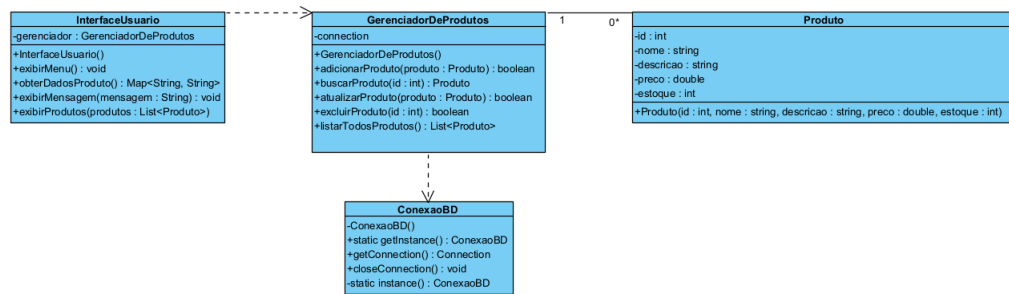 InterfaceUsuario
-gerenciador : GerenciadorDeProdutos
+InterfaceUsuario()
+exibirMenu() : void
+obterDadosProduto() : Map<String, String>
+exibirMensagem(mensagem : String) : void
+exibirProdutos(produtos : List<Produto>)
GerenciadorDeProdutos
-connection
+GerenciadorDeProdutos()
+adicionarProduto(produto : Produto) : boolean
+buscarProduto(id : int) : Produto
+atualizarProduto(produto : Produto) : boolean
+excluirProduto(id : int) : boolean
+listarTodosProdutos() : List<Produto>
1
0*
Produto
-id : int
-nome : string
-descricao : string
-preco : double
-estoque : int
+Produto(id : int, nome : string, descricao : string, preco : double, estoque : int)
ConexaoBD
-ConexaoBD()
+static getInstance() : ConexaoBD
+getConnection() : Connection
+closeConnection() : void
-static instance() : ConexaoBD